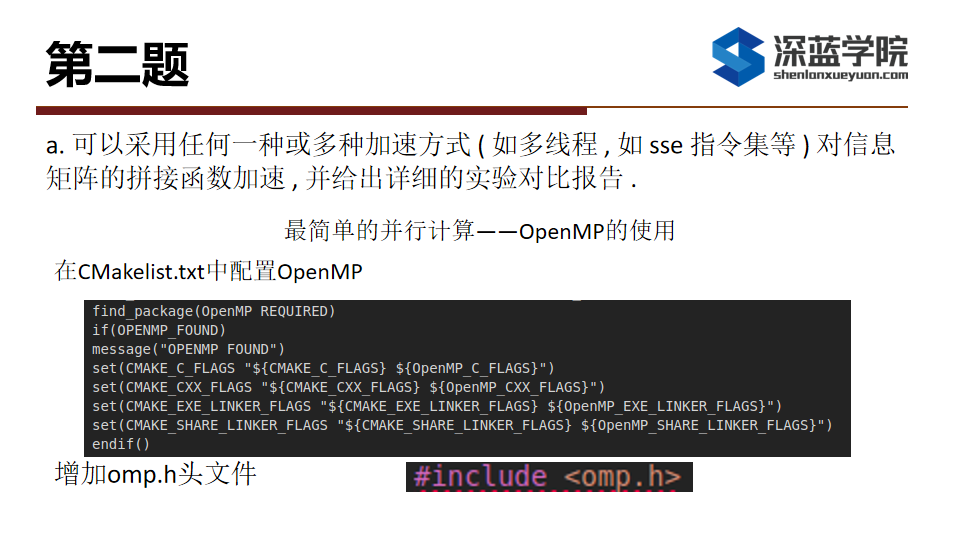 第二题
深蓝学院
shenlanxueyuan.com
a. 可以采用任何一种或多种加速方式 ( 如多线程 , 如 sse 指令集等 ) 对信息
矩阵的拼接函数加速 , 并给出详细的实验对比报告 .
最简单的并行计算——OpenMP的使用
在CMakelist.txt中配置OpenMP
find_package(OpenMP REQUIRED)
if(OPENMP_FOUND)
message("OPENMP FOUND")
set(CMAKE_C_FLAGS "${CMAKE_C_FLAGS} ${OpenMP_C_FLAGS}")
set(CMAKE_CXX_FLAGS "${CMAKE_CXX_FLAGS} ${OpenMP_CXX_FLAGS}")
set(CMAKE_EXE_LINKER_FLAGS "${CMAKE_EXE_LINKER_FLAGS} ${OpenMP_EXE_LINKER_FLAGS}")
set(CMAKE_SHARE_LINKER_FLAGS "${CMAKE_SHARE_LINKER_FLAGS} ${OpenMP_SHARE_LINKER_FLAGS}")
endif()
增加omp.h头文件
#include <omp.h>